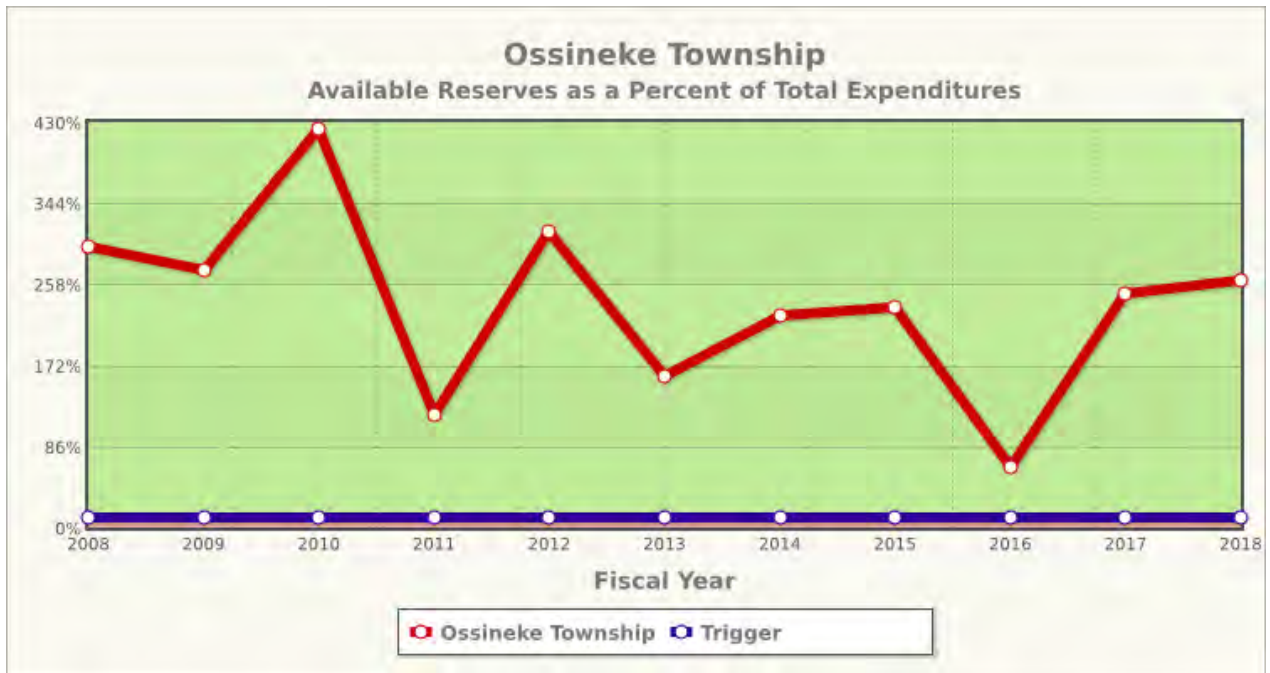 Ossineke Township
Available Reserves as a Percent of Total Expenditures
430%
344%
258%
172%
86%
0%
2008 2009 2010 2011 2012 2013 2014 2015 2016 2017 2018
Fiscal Year
Ossineke Township Trigger